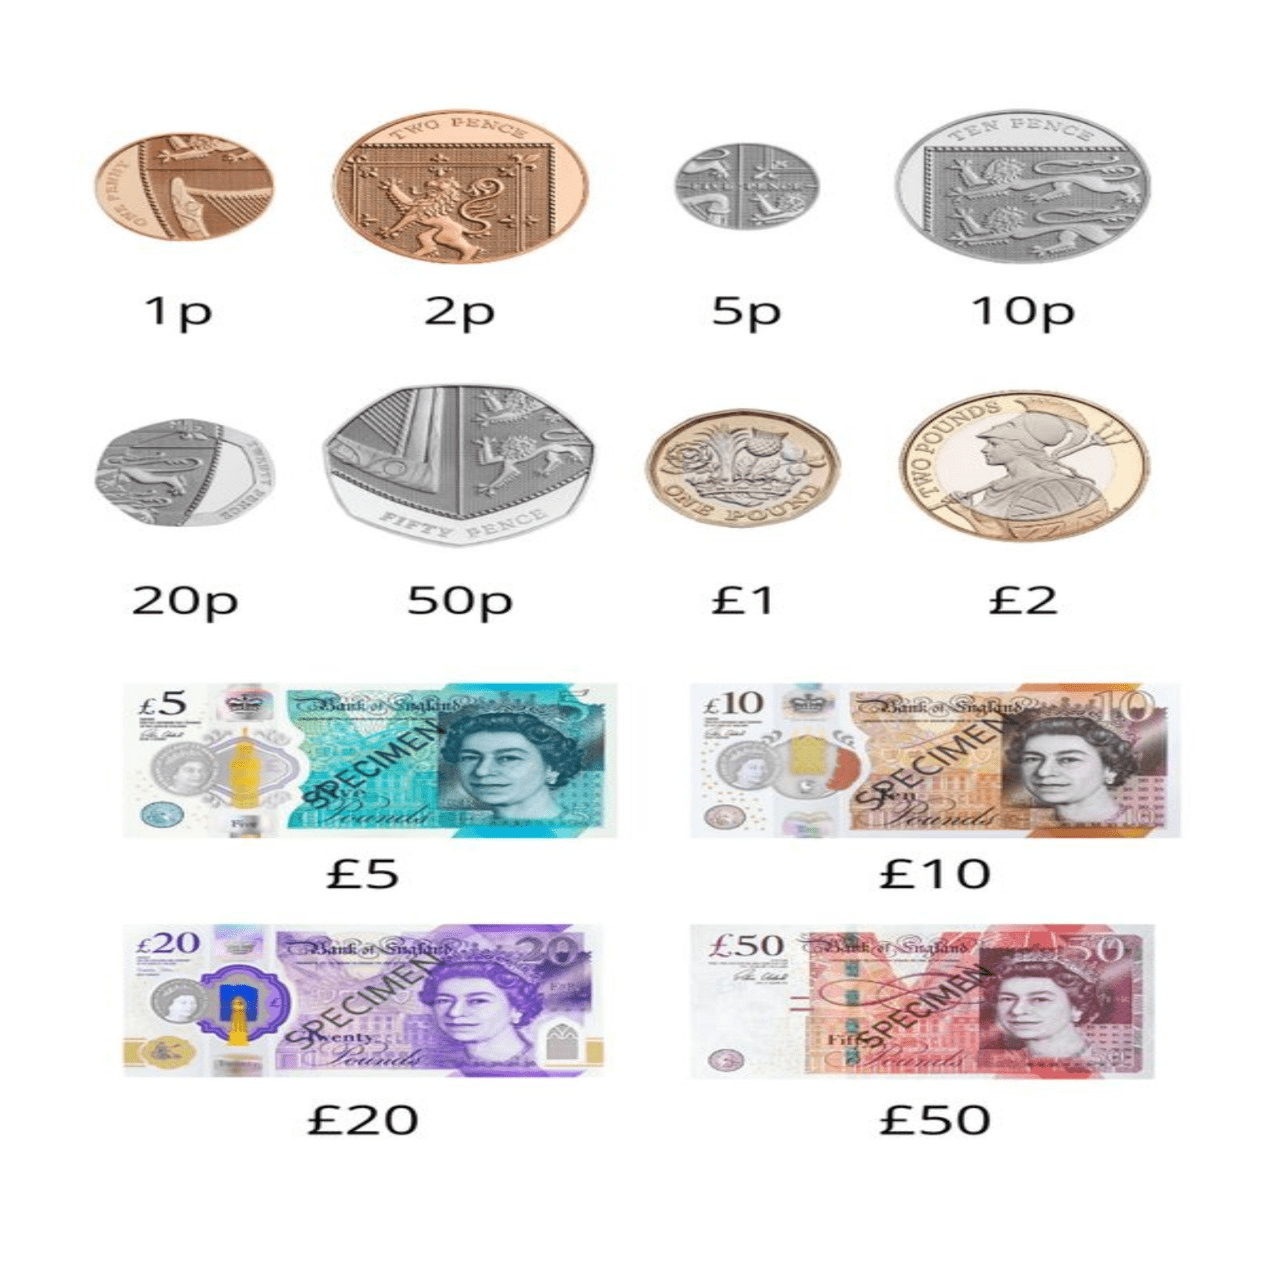 ONE PENNY
TWO PENCE
FIVE PENCE
TEN PENCE
1p
2p
5p
10p
TWENTY PENCE
FIFTY PENCE
ONE POUND
TWO POUNDS
20p
50p
£1
£2
£5
Bank of England
5
SPECIMEN
Five
Pounds
£10
Bank of England
10
SPECIMEN
Ten
Pounds
10
£5
£10
£20
Bank of England
20
SPECIMEN
Twenty
Pounds
£50
Bank of England
50
SPECIMEN
Fifty
Pounds
50
£20
£50